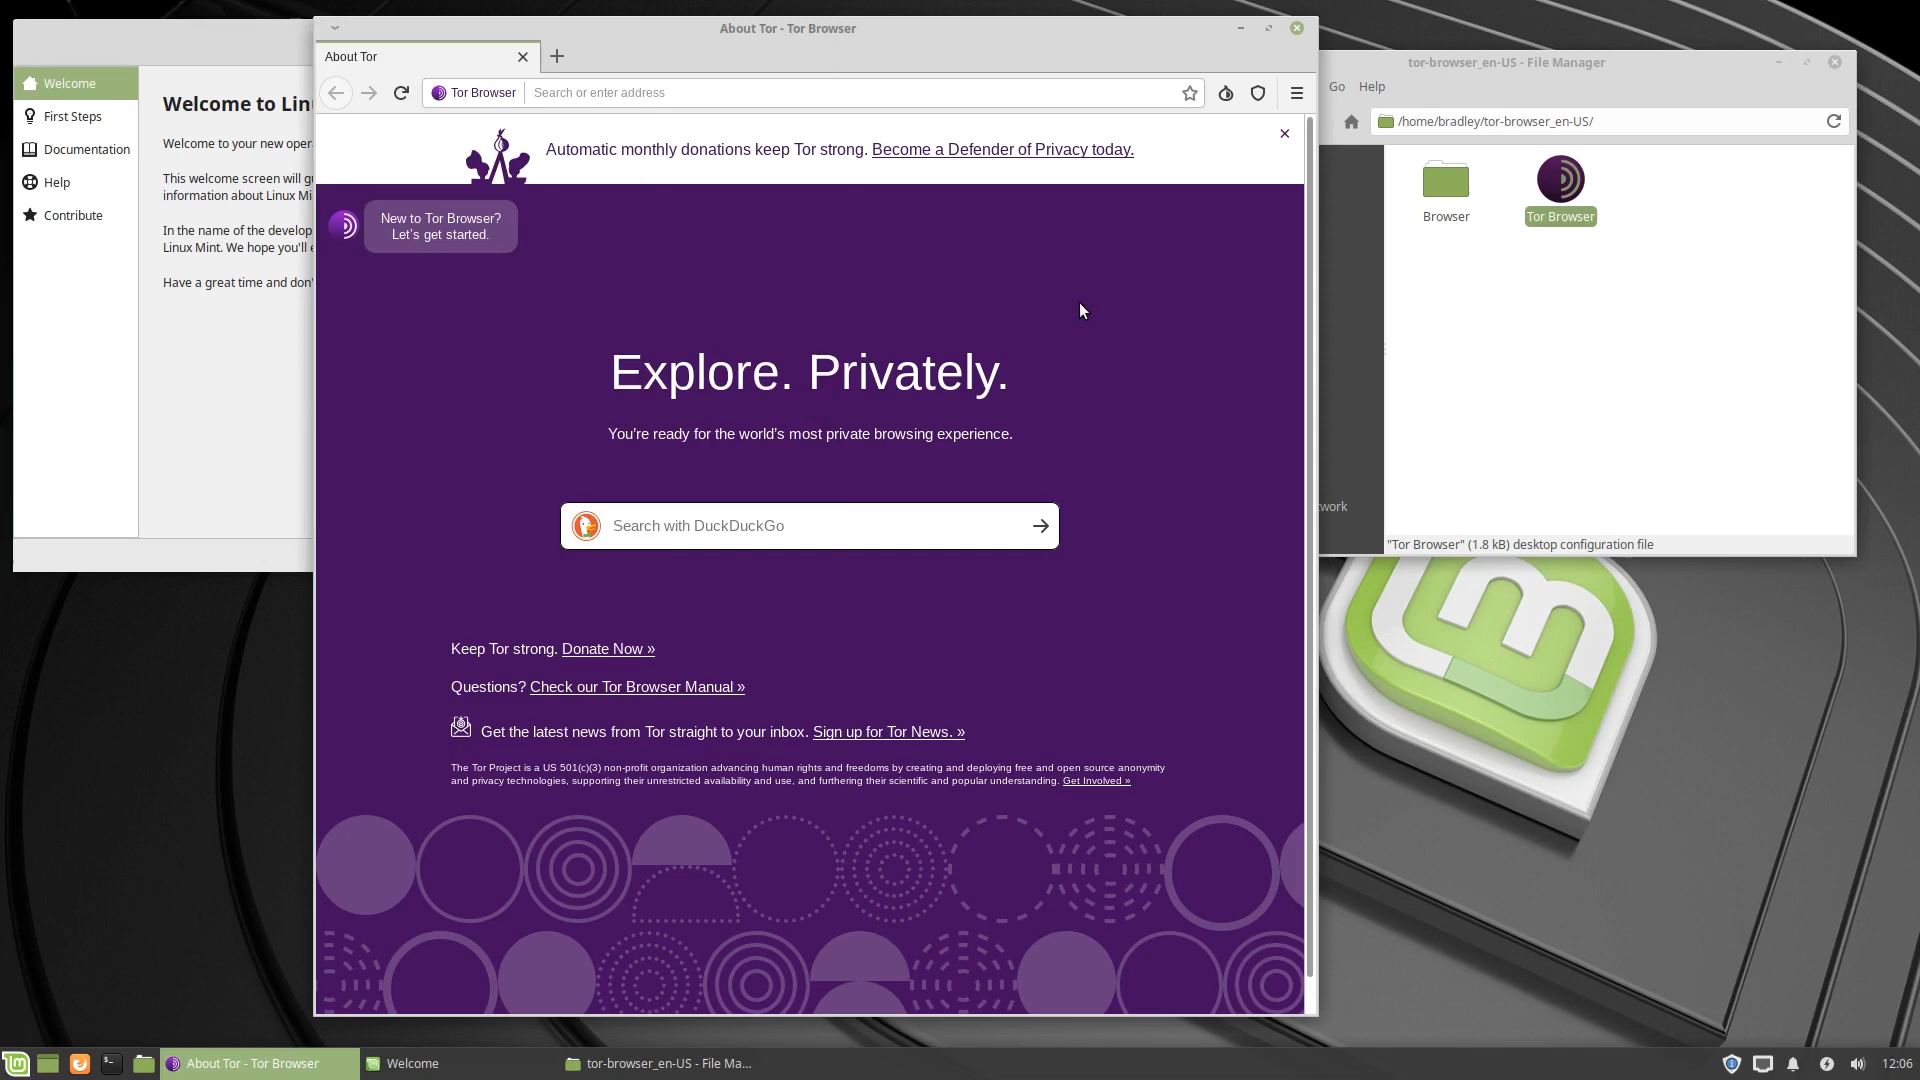 About Tor - Tor Browser
About Tor
Tor Browser
Search or enter address
Automatic monthly donations keep Tor strong. Become a Defender of Privacy today.
New to Tor Browser?
Let's get started.
Explore. Privately.
You're ready for the world's most private browsing experience.
Search with DuckDuckGo
Keep Tor strong. Donate Now »
Questions? Check our Tor Browser Manual »
Get the latest news from Tor straight to your inbox. Sign up for Tor News. »
The Tor Project is a US 501(c)(3) non-profit organization advancing human rights and freedoms by creating and deploying free and open source anonymity
and privacy technologies, supporting their unrestricted availability and use, and furthering their scientific and popular understanding. Get Involved »
Welcome
First Steps
Documentation
Help
Contribute
Welcome to Lin
Welcome to your new oper
This welcome screen will g
information about Linux Mi
In the name of the develop
Linux Mint. We hope you'll e
Have a great time and don'
tor-browser_en-US - File Manager
Go Help
/home/bradley/tor-browser_en-US/
Browser
Tor Browser
twork
"Tor Browser" (1.8 kB) desktop configuration file
About Tor - Tor Browser
Welcome
tor-browser_en-US - File Ma...
12:06